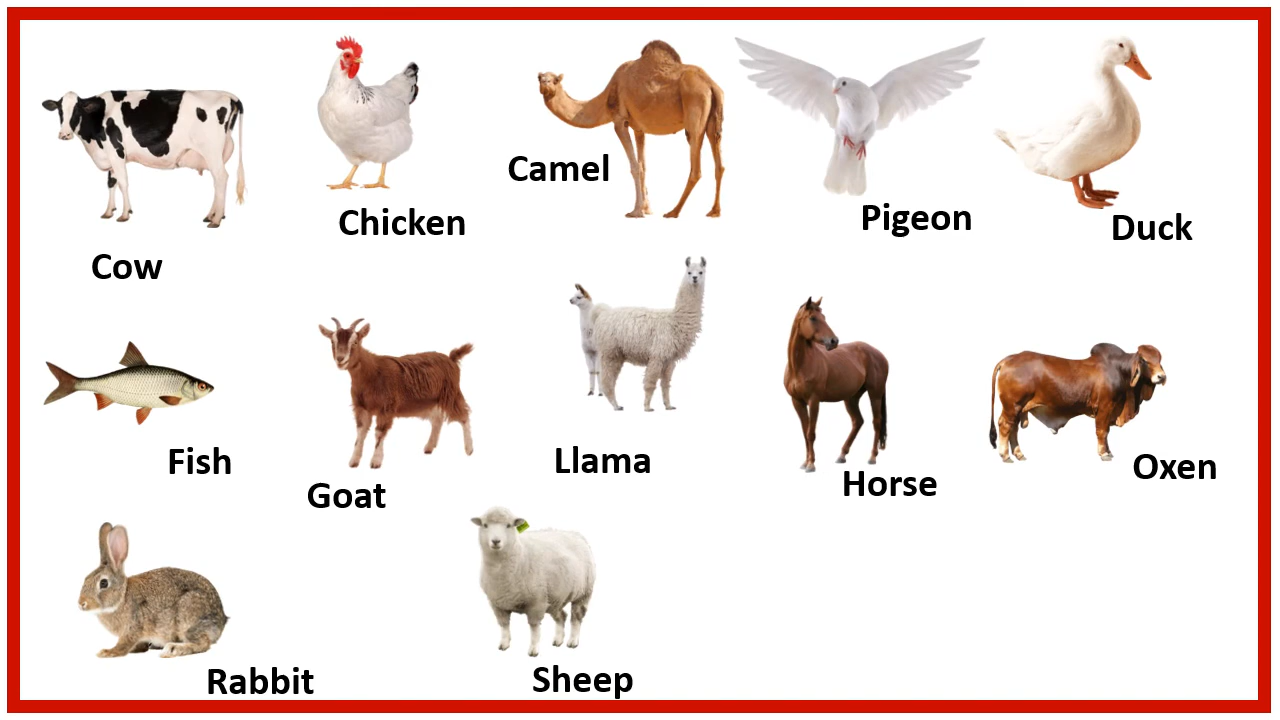 Cow
Chicken
Camel
Pigeon
Duck
Fish
Goat
Llama
Horse
Oxen
Rabbit
Sheep